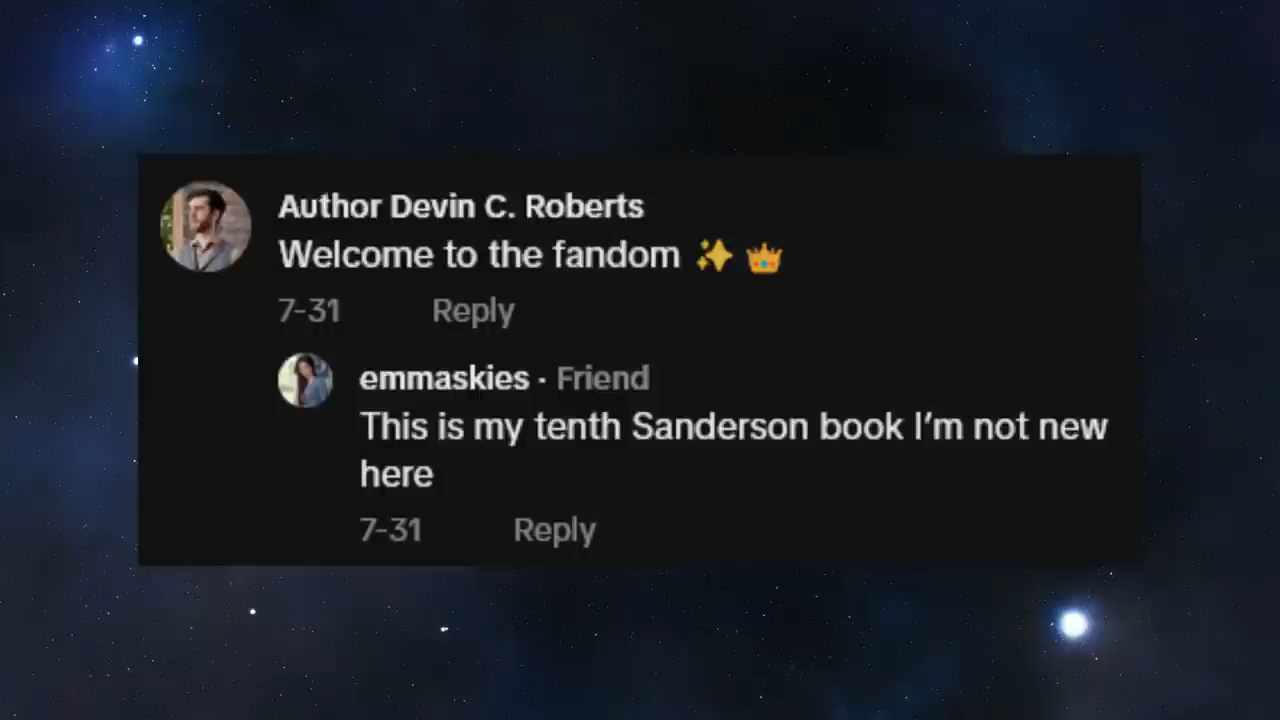 Author Devin C. Roberts
Welcome to the fandom ✨ 👑
7-31 Reply
emmaskies · Friend
This is my tenth Sanderson book I'm not new
here
7-31 Reply